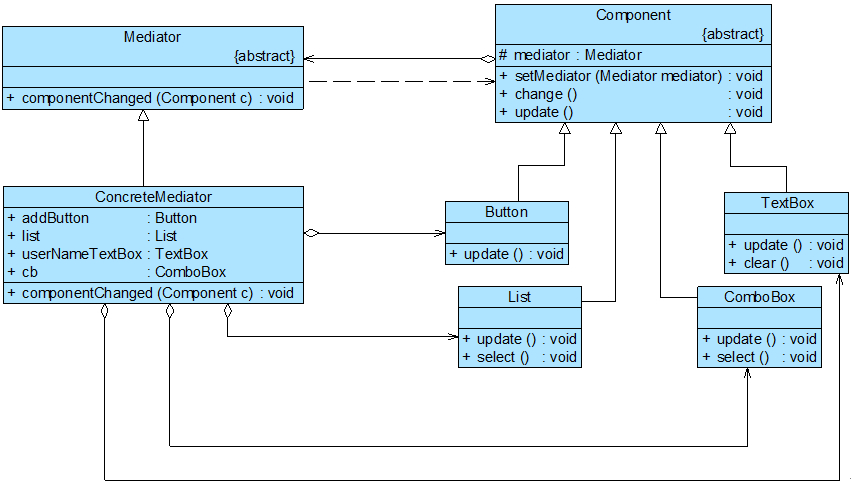 Mediator
{abstract}
+ componentChanged (Component c) : void
Component
{abstract}
# mediator : Mediator
+ setMediator (Mediator mediator) : void
+ change () : void
+ update () : void
ConcreteMediator
+ addButton : Button
+ list : List
+ userNameTextBox : TextBox
+ cb : ComboBox
+ componentChanged (Component c) : void
Button
+ update () : void
TextBox
+ update () : void
+ clear () : void
List
+ update () : void
+ select () : void
ComboBox
+ update () : void
+ select () : void